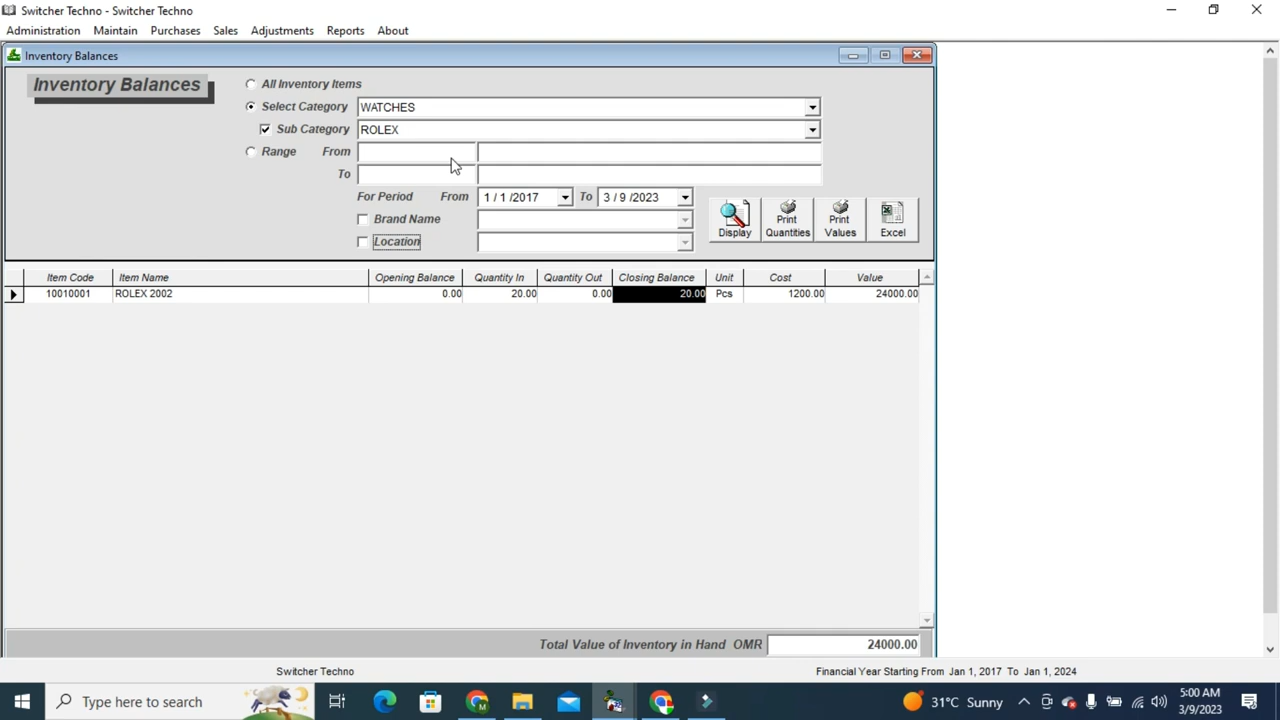 Switcher Techno - Switcher Techno
Administration Maintain Purchases Sales Adjustments Reports About
Inventory Balances
Inventory Balances
All Inventory Items
Select Category WATCHES
Sub Category ROLEX
Range From
To
For Period From 1 / 1 /2017 To 3 / 9 /2023
Brand Name
Location
Display
Print Quantities
Print Values
Excel
Item Code Item Name Opening Balance Quantity In Quantity Out Closing Balance Unit Cost Value
10010001 ROLEX 2002 0.00 20.00 0.00 20.00 Pcs 1200.00 24000.00
Total Value of Inventory in Hand OMR 24000.00
Switcher Techno Financial Year Starting From Jan 1, 2017 To Jan 1, 2024
Type here to search
31°C Sunny
5:00 AM
3/9/2023